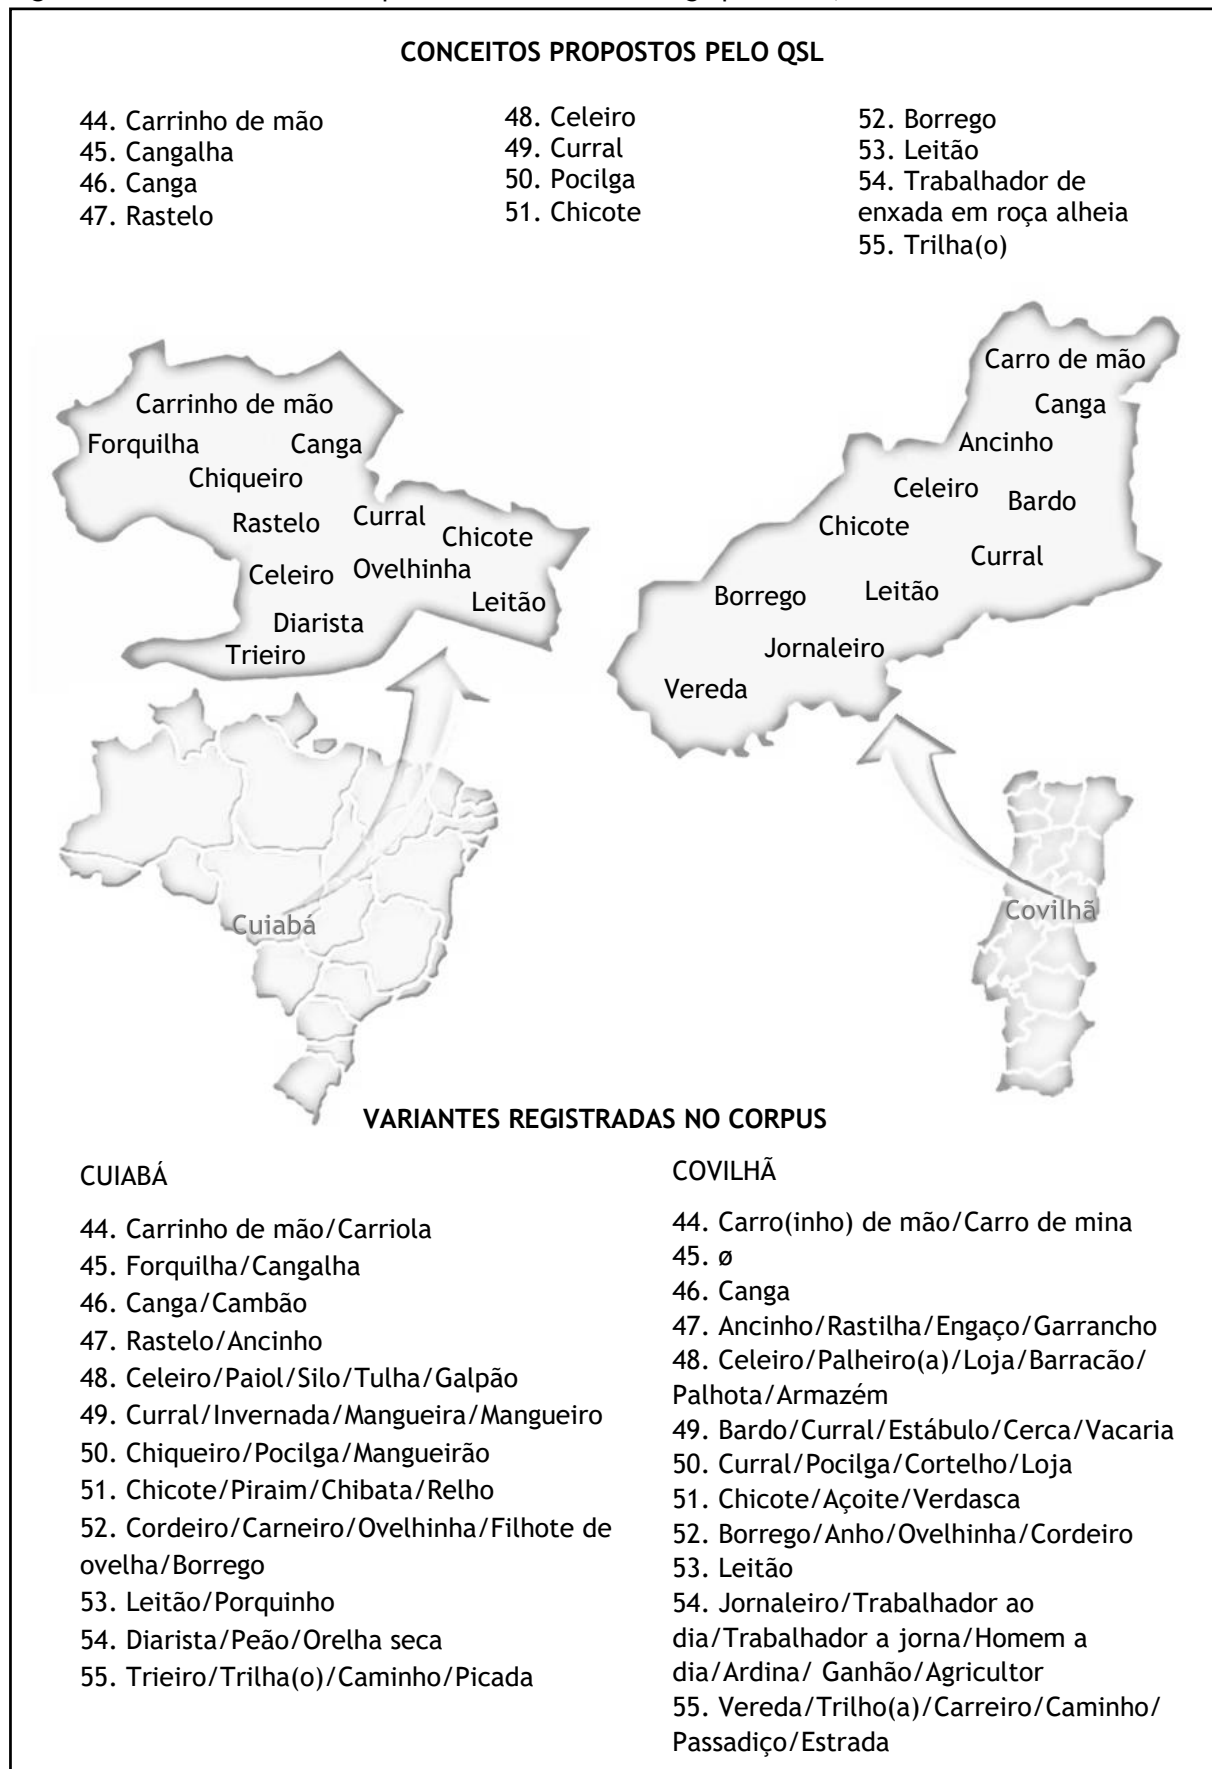 CONCEITOS PROPOSTOS PELO QSL
44. Carrinho de mão
45. Cangalha
46. Canga
47. Rastelo
48. Celeiro
49. Curral
50. Pocilga
51. Chicote
52. Borrego
53. Leitão
54. Trabalhador de
enxada em roça alheia
55. Trilha(o)
Carrinho de mão
Forquilha
Canga
Chiqueiro
Rastelo
Curral
Chicote
Celeiro
Ovelhinha
Leitão
Diarista
Trieiro
Carro de mão
Canga
Ancinho
Celeiro
Bardo
Chicote
Curral
Borrego
Leitão
Jornaleiro
Vereda
Cuiabá
Covilhã
VARIANTES REGISTRADAS NO CORPUS
CUIABÁ
44. Carrinho de mão/Carriola
45. Forquilha/Cangalha
46. Canga/Cambão
47. Rastelo/Ancinho
48. Celeiro/Paiol/Silo/Tulha/Galpão
49. Curral/Invernada/Mangueira/Mangueiro
50. Chiqueiro/Pocilga/Mangueirão
51. Chicote/Piraim/Chibata/Relho
52. Cordeiro/Carneiro/Ovelhinha/Filhote de
ovelha/Borrego
53. Leitão/Porquinho
54. Diarista/Peão/Orelha seca
55. Trieiro/Trilha(o)/Caminho/Picada
COVILHÃ
44. Carro(inho) de mão/Carro de mina
45. ø
46. Canga
47. Ancinho/Rastilha/Engaço/Garrancho
48. Celeiro/Palheiro(a)/Loja/Barracão/
Palhota/Armazém
49. Bardo/Curral/Estábulo/Cerca/Vacaria
50. Curral/Pocilga/Cortelho/Loja
51. Chicote/Açoite/Verdasca
52. Borrego/Anho/Ovelhinha/Cordeiro
53. Leitão
54. Jornaleiro/Trabalhador ao
dia/Trabalhador a jorna/Homem a
dia/Ardina/ Ganhão/Agricultor
55. Vereda/Trilho(a)/Carreiro/Caminho/
Passadiço/Estrada